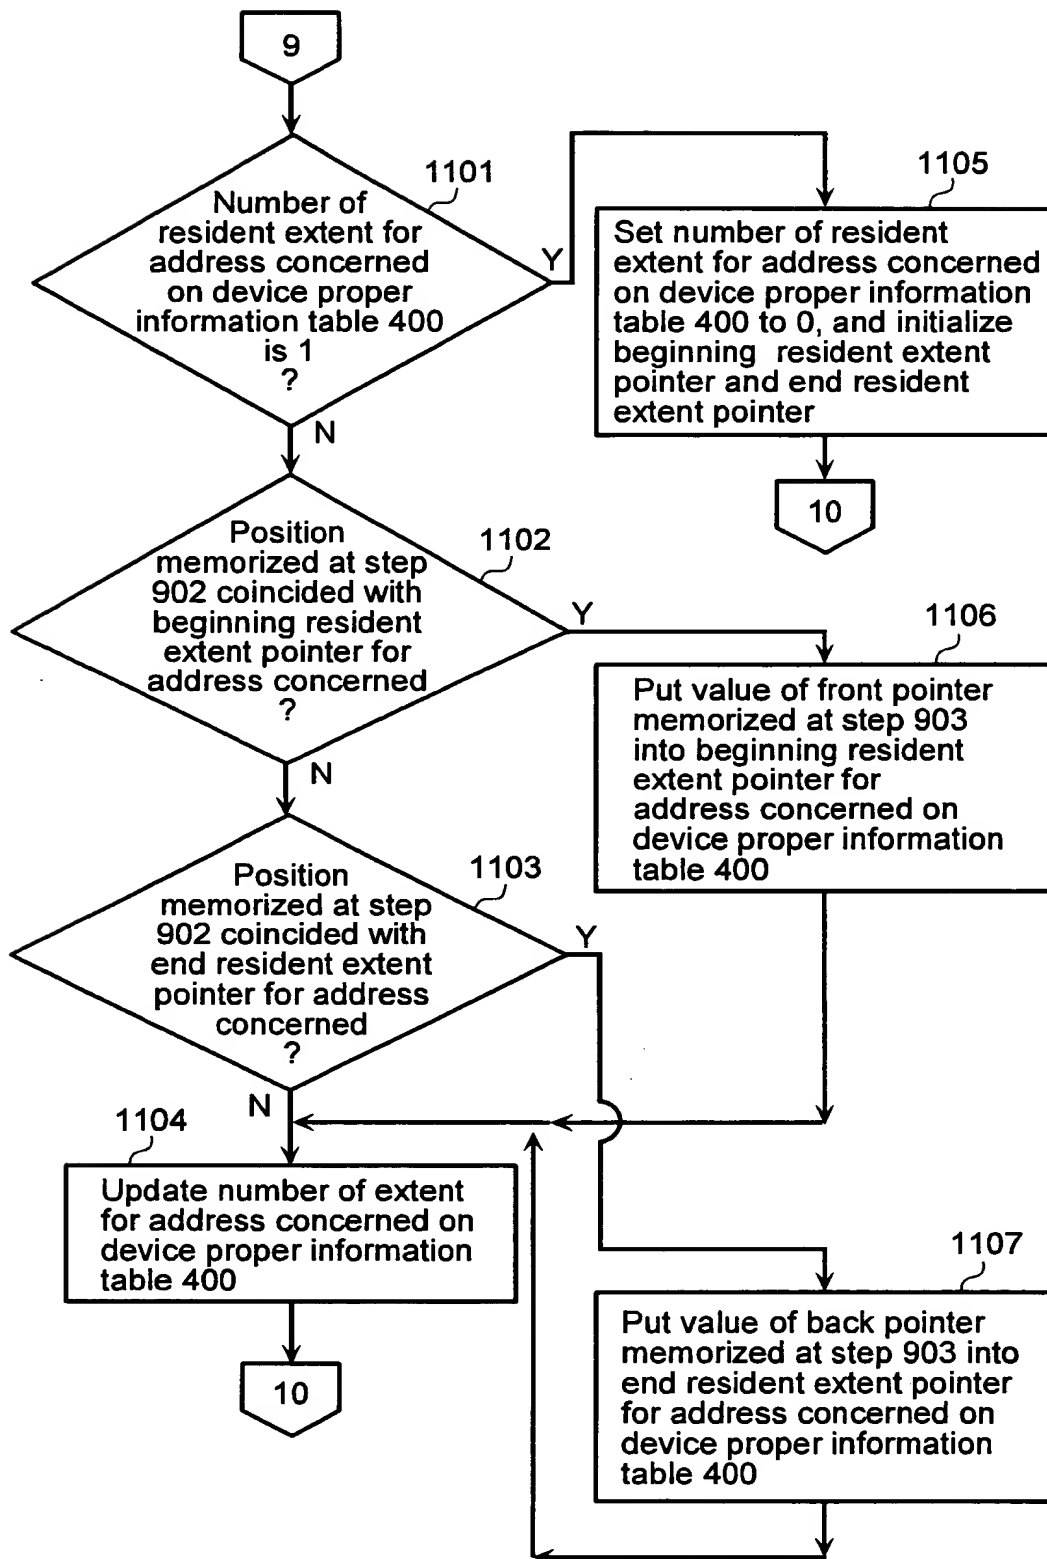 9
1101
Number of
resident extent for
address concerned
on device proper
information table 400
is 1
?
Y
N
1105
Set number of resident
extent for address concerned
on device proper information
table 400 to 0, and initialize
beginning resident extent
pointer and end resident
extent pointer
10
1102
Position
memorized at step
902 coincided with
beginning resident
extent pointer for
address concerned
?
Y
N
1106
Put value of front pointer
memorized at step 903
into beginning resident
extent pointer for
address concerned on
device proper information
table 400
1103
Position
memorized at step
902 coincided with
end resident extent
pointer for address
concerned
?
Y
N
1104
Update number of extent
for address concerned on
device proper information
table 400
10
1107
Put value of back pointer
memorized at step 903 into
end resident extent pointer
for address concerned on
device proper information
table 400